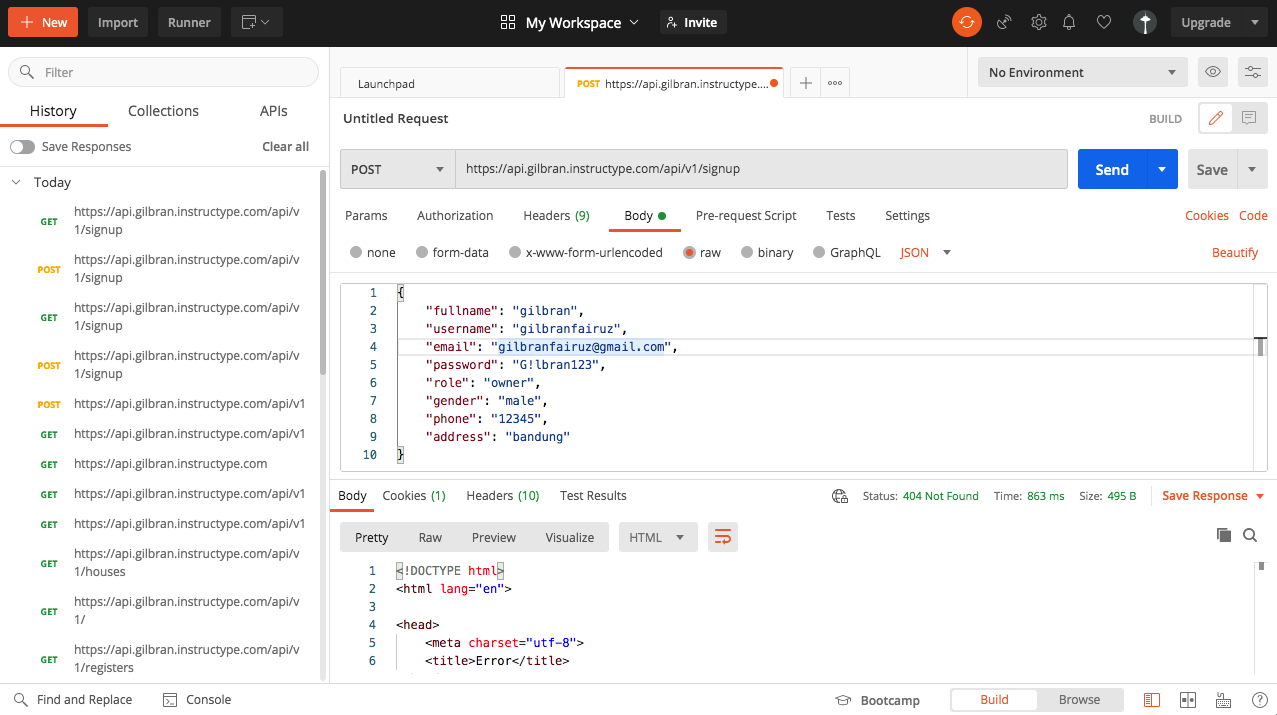 New
Import
Runner
My Workspace
Invite
Upgrade
Filter
History Collections APIs
Save Responses Clear all
Today
GET https://api.gilbran.instructype.com/api/v
1/signup
POST https://api.gilbran.instructype.com/api/v
1/signup
GET https://api.gilbran.instructype.com/api/v
1/signup
POST https://api.gilbran.instructype.com/api/v
1/signup
POST https://api.gilbran.instructype.com/api/v1
GET https://api.gilbran.instructype.com/api/v1
GET https://api.gilbran.instructype.com
GET https://api.gilbran.instructype.com/api/v1
GET https://api.gilbran.instructype.com/api/v1
GET https://api.gilbran.instructype.com/api/v
1/houses
GET https://api.gilbran.instructype.com/api/v
1/
GET https://api.gilbran.instructype.com/api/v
1/registers
Launchpad
POST https://api.gilbran.instructype....
No Environment
Untitled Request
BUILD
POST https://api.gilbran.instructype.com/api/v1/signup
Send
Save
Params Authorization Headers (9) Body Pre-request Script Tests Settings Cookies Code
none form-data x-www-form-urlencoded raw binary GraphQL JSON Beautify
1 {
2 "fullname": "gilbran",
3 "username": "gilbranfairuz",
4 "email": "gilbranfairuz@gmail.com",
5 "password": "G!lbran123",
6 "role": "owner",
7 "gender": "male",
8 "phone": "12345",
9 "address": "bandung"
10 }
Body Cookies (1) Headers (10) Test Results Status: 404 Not Found Time: 863 ms Size: 495 B Save Response
Pretty Raw Preview Visualize HTML
1 <!DOCTYPE html>
2 <html lang="en">
3
4 <head>
5 <meta charset="utf-8">
6 <title>Error</title>
Find and Replace Console Bootcamp Build Browse